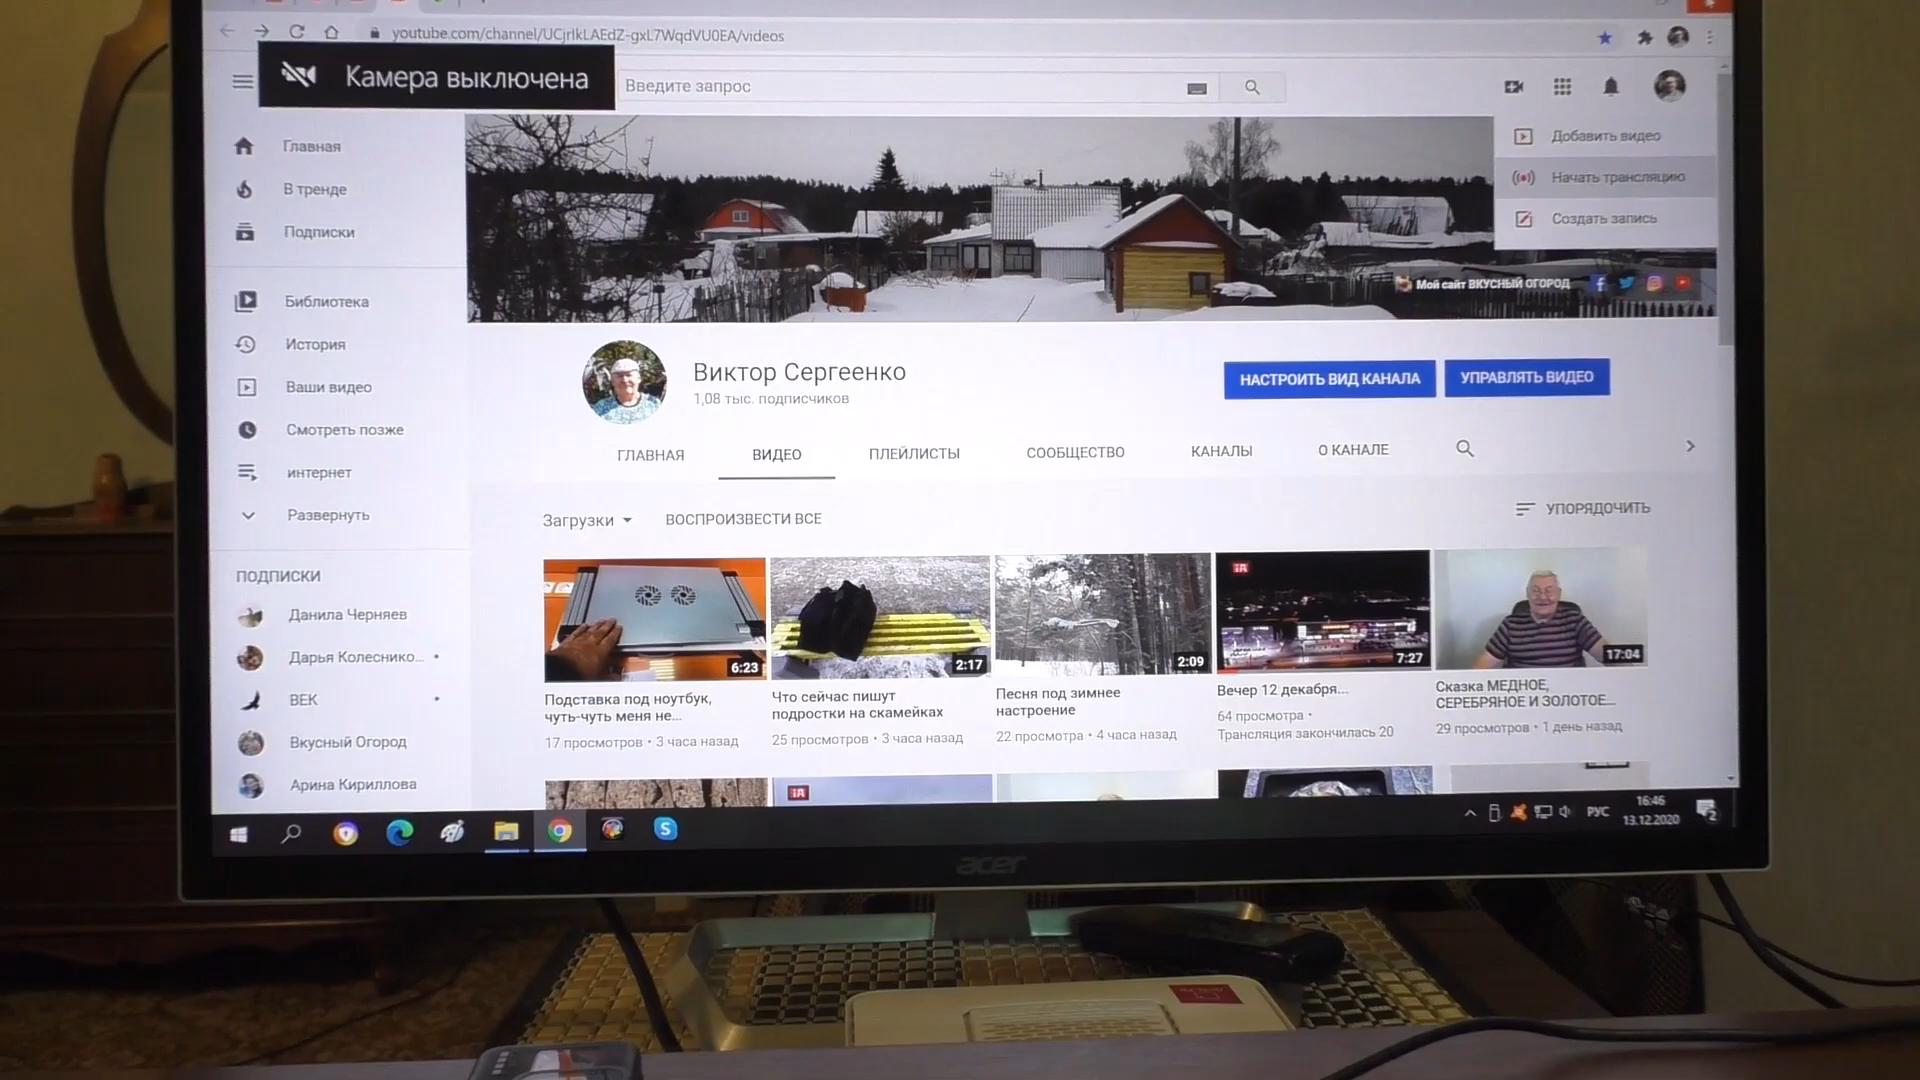 youtube.com/channel/UCjrIkLAEdZ-gxL7WqdVU0EA/videos
Камера выключена
Введите запрос
Главная
В тренде
Подписки
Библиотека
История
Ваши видео
Смотреть позже
интернет
Развернуть
ПОДПИСКИ
Данила Черняев
Дарья Колеснико...
ВЕК
Вкусный Огород
Арина Кириллова
Добавить видео
Начать трансляцию
Создать запись
Мой сайт ВКУСНЫЙ ОГОРОД
Виктор Сергеенко
1,08 тыс. подписчиков
НАСТРОИТЬ ВИД КАНАЛА
УПРАВЛЯТЬ ВИДЕО
ГЛАВНАЯ
ВИДЕО
ПЛЕЙЛИСТЫ
СООБЩЕСТВО
КАНАЛЫ
О КАНАЛЕ
Загрузки
ВОСПРОИЗВЕСТИ ВСЕ
УПОРЯДОЧИТЬ
6:23
Подставка под ноутбук,
чуть-чуть меня не...
17 просмотров • 3 часа назад
2:17
Что сейчас пишут
подростки на скамейках
25 просмотров • 3 часа назад
2:09
Песня под зимнее
настроение
22 просмотра • 4 часа назад
iA
7:27
Вечер 12 декабря...
64 просмотра •
Трансляция закончилась 20
17:04
Сказка МЕДНОЕ,
СЕРЕБРЯНОЕ И ЗОЛОТОЕ...
29 просмотров • 1 день назад
iA
РУС
16:46
13.12.2020
2
acer